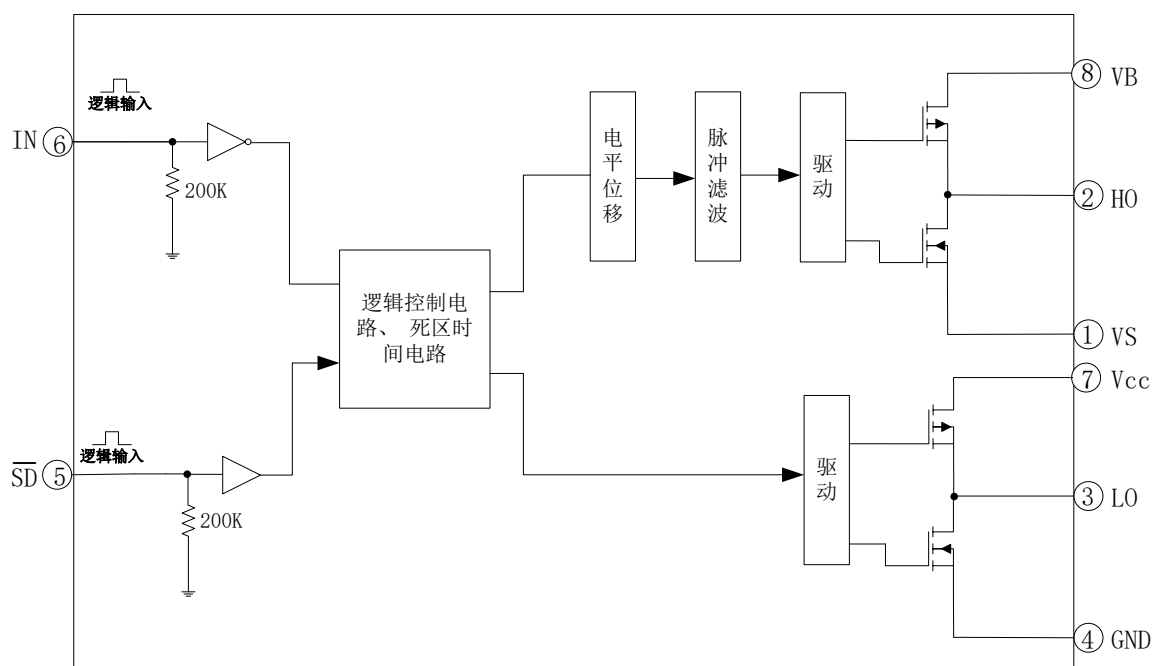 逻辑输入
IN ⑥
200K
逻辑输入
S̅D̅ ⑤
200K
逻辑控制电
路、 死区时
间电路
电平位移
脉冲滤波
驱动
⑧ VB
② HO
① VS
驱动
⑦ Vcc
③ LO
④ GND